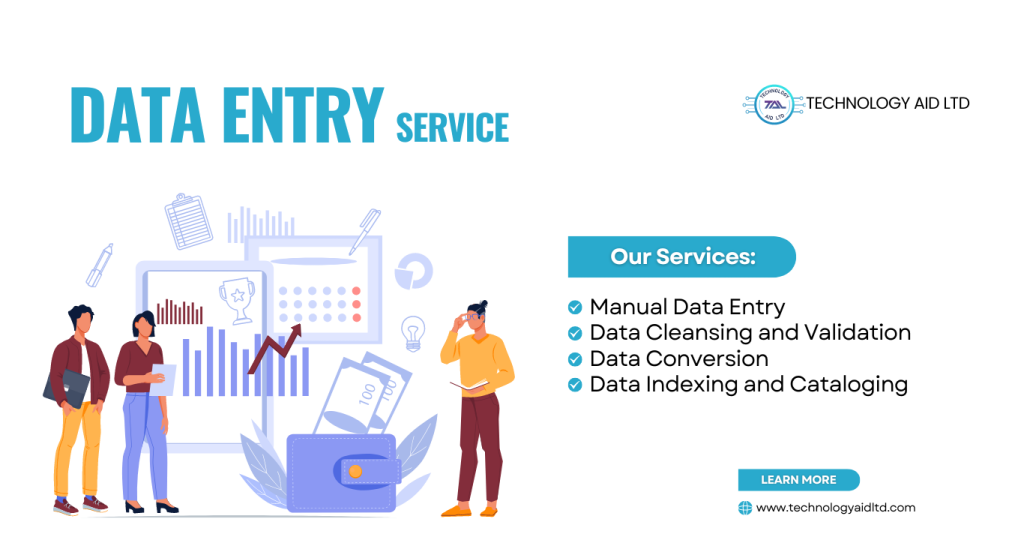 DATA ENTRY SERVICE
TECHNOLOGY
TAL
AID LTD
TECHNOLOGY AID LTD
100
100
Our Services:
Manual Data Entry
Data Cleansing and Validation
Data Conversion
Data Indexing and Cataloging
LEARN MORE
www.technologyaidltd.com